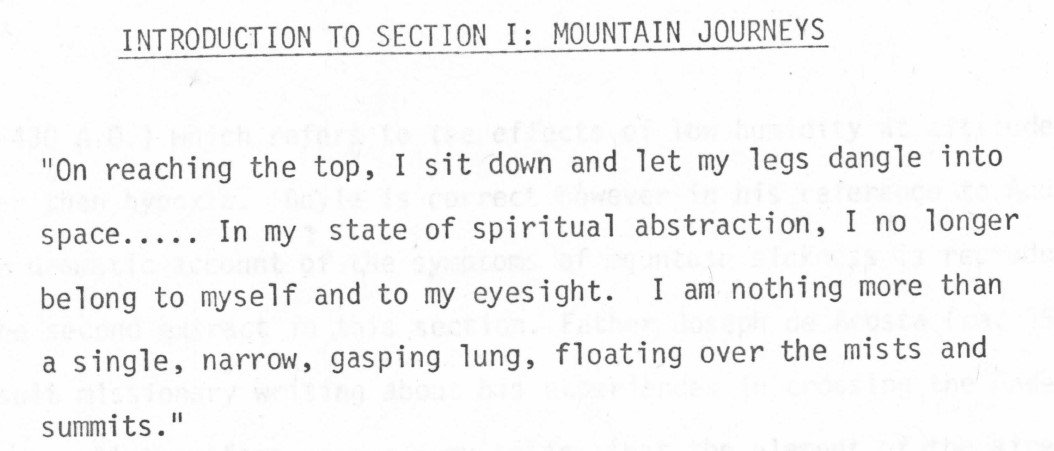 INTRODUCTION TO SECTION I: MOUNTAIN JOURNEYS
"On reaching the top, I sit down and let my legs dangle into
space..... In my state of spiritual abstraction, I no longer
belong to myself and to my eyesight. I am nothing more than
a single, narrow, gasping lung, floating over the mists and
summits."